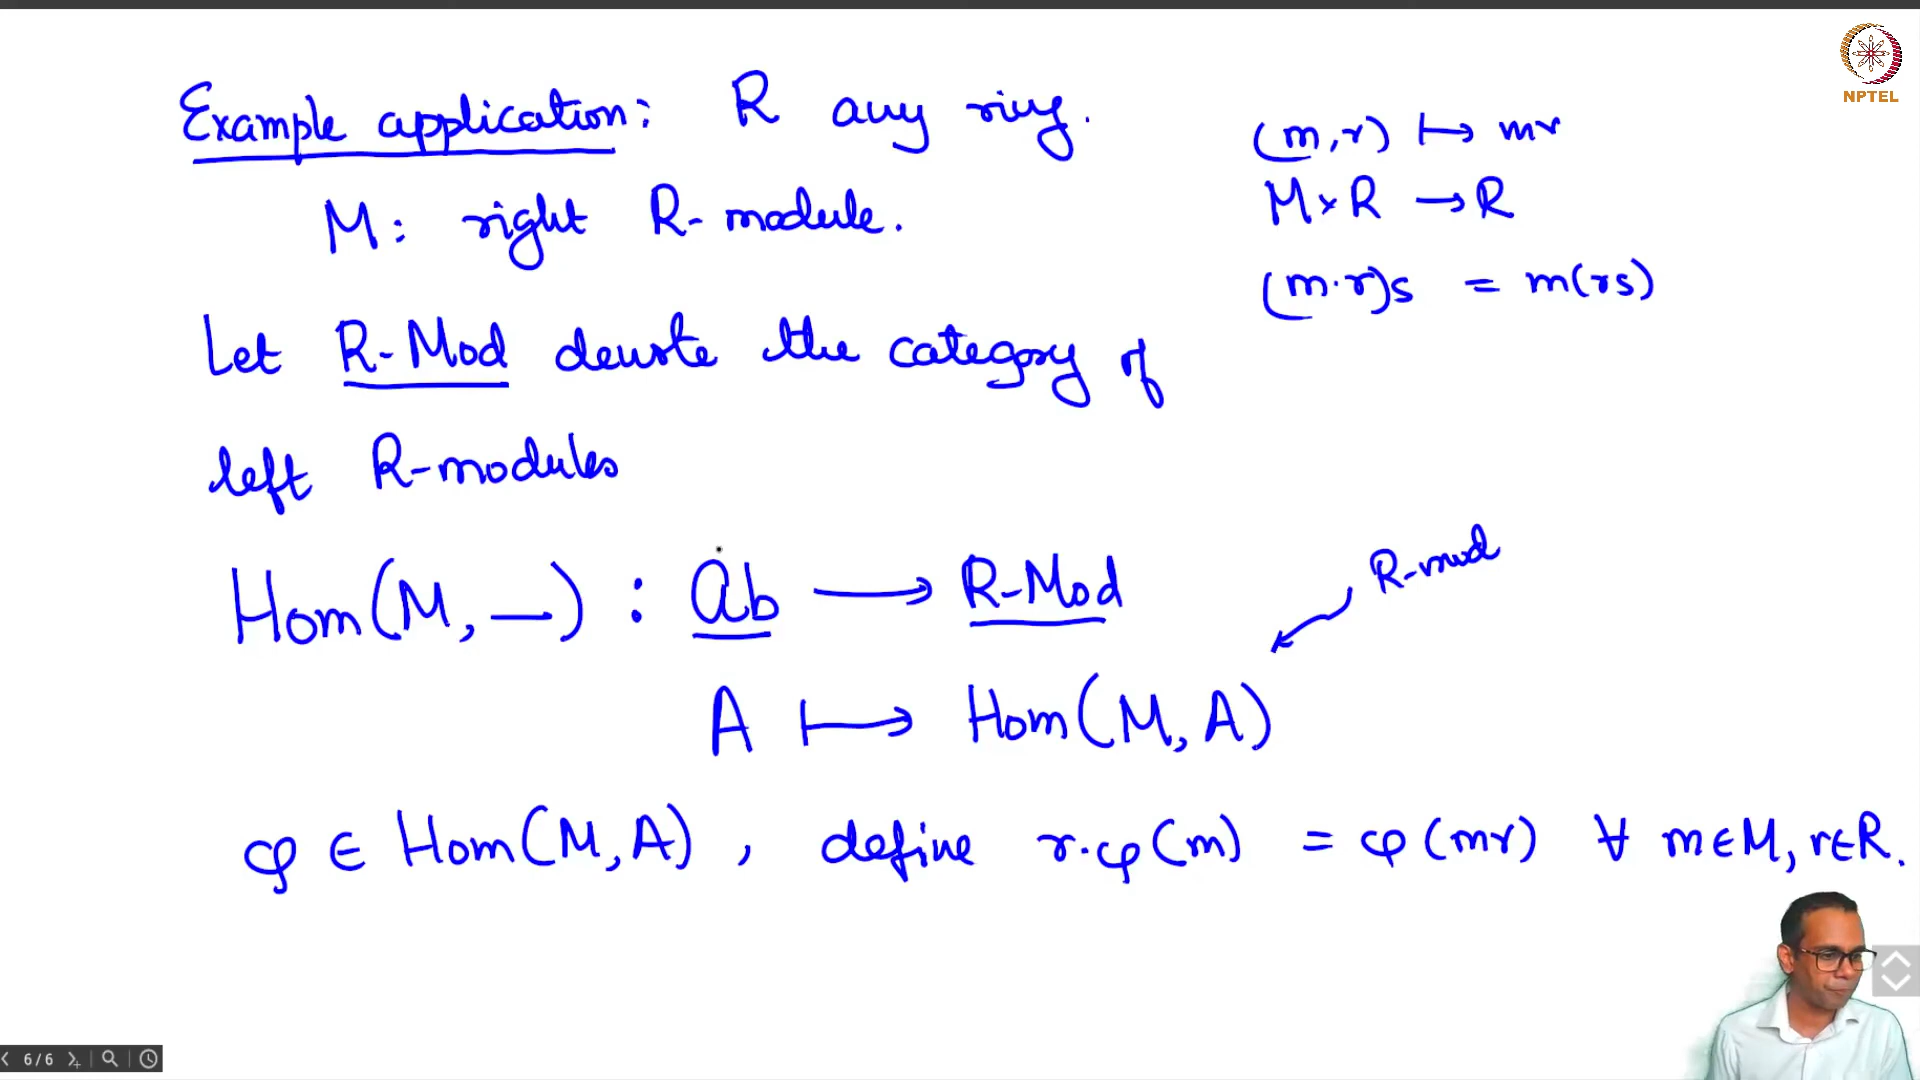 Example application: R any ring.
M: right R-module.
Let R-Mod denote the category of
left R-modules
(m,r) ↦ mr
M×R → R
(m·r)s = m(rs)
Hom(M,—) : Ab ⟶ R-Mod
R-mod
A ⟼ Hom(M,A)
φ ∈ Hom(M,A), define r·φ(m) = φ(mr) ∀ m∈M, r∈R.
NPTEL
6/6